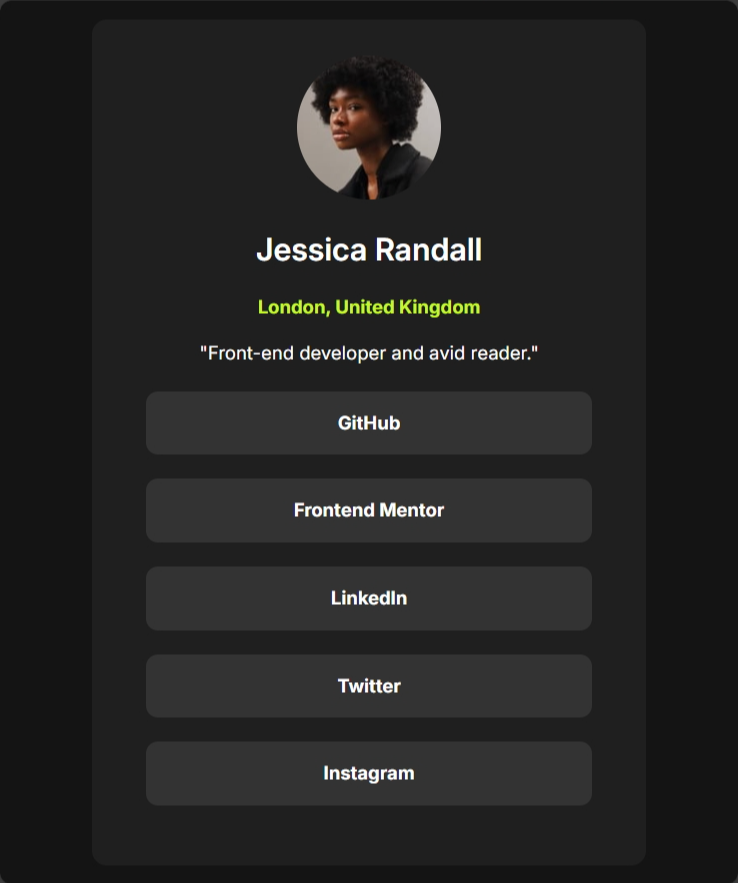 Jessica Randall
London, United Kingdom
"Front-end developer and avid reader."
GitHub
Frontend Mentor
LinkedIn
Twitter
Instagram